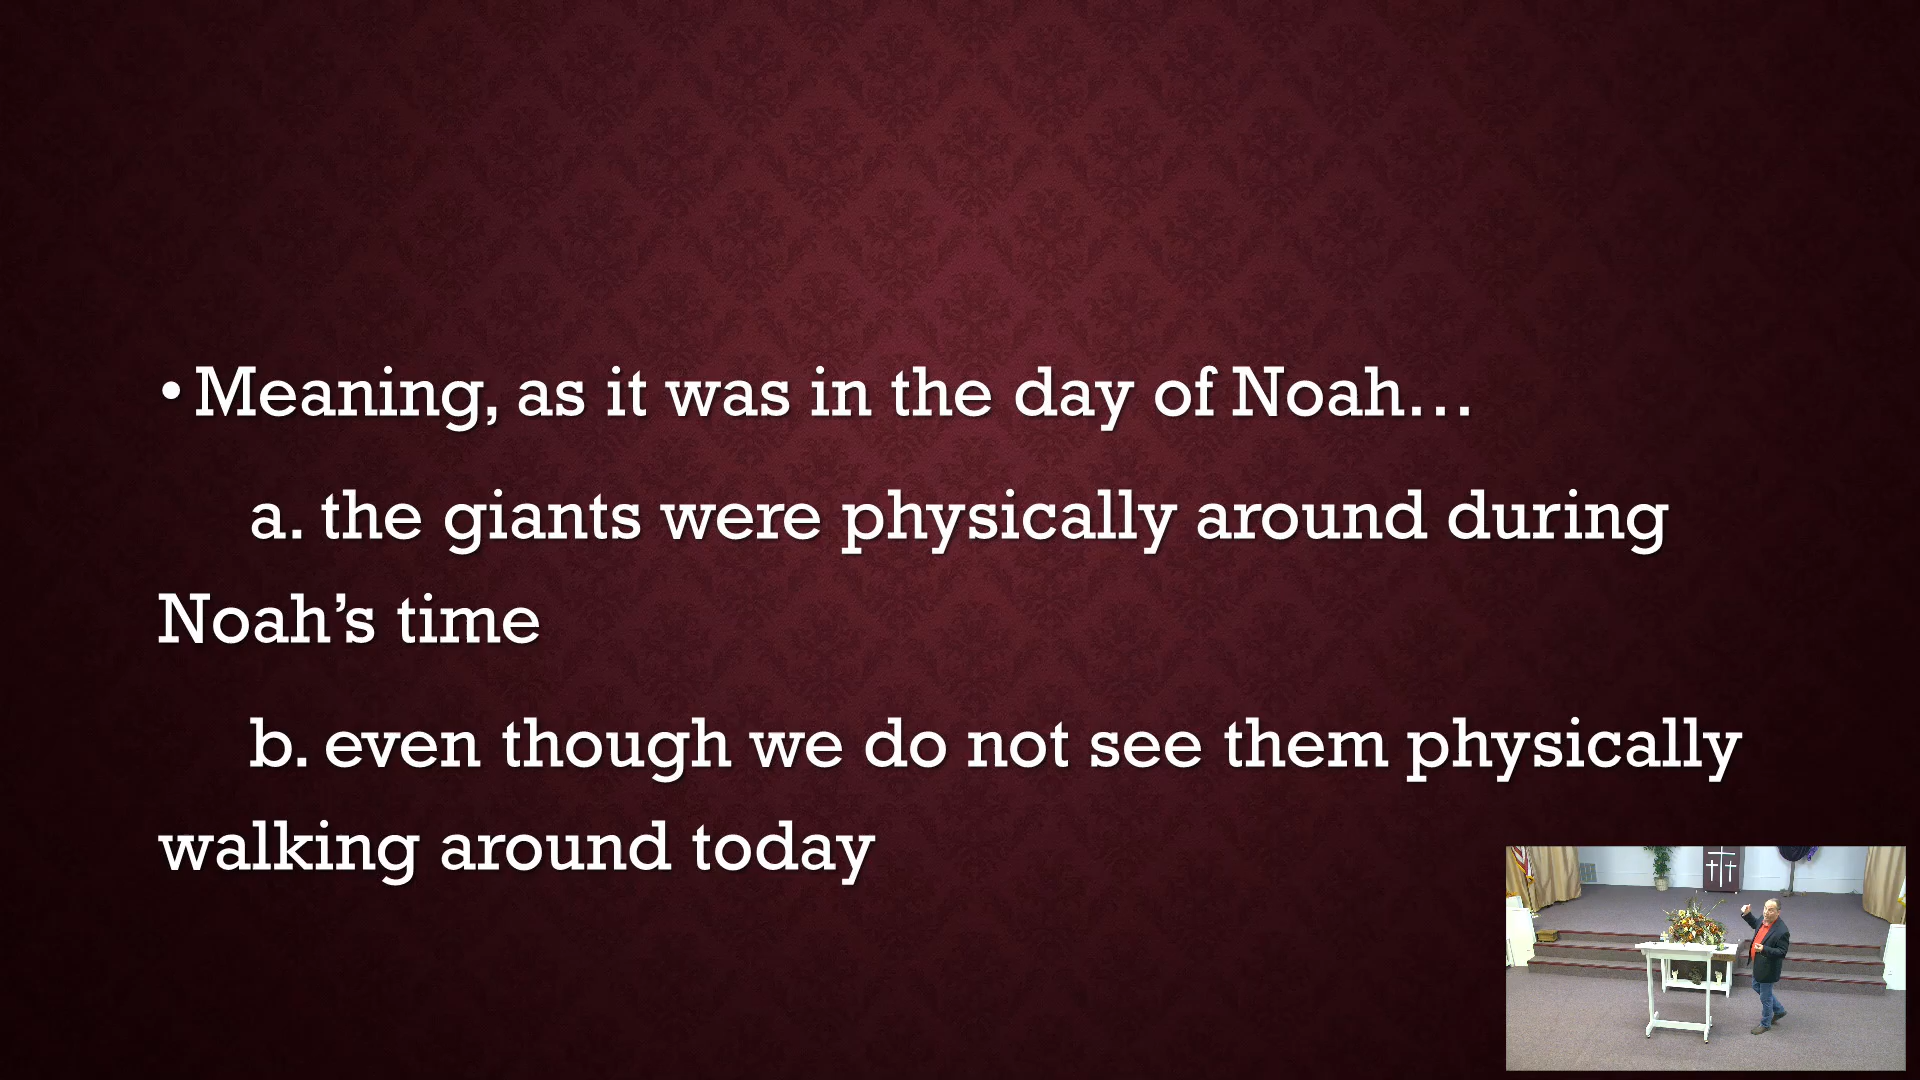 • Meaning, as it was in the day of Noah…
a. the giants were physically around during
Noah’s time
b. even though we do not see them physically
walking around today